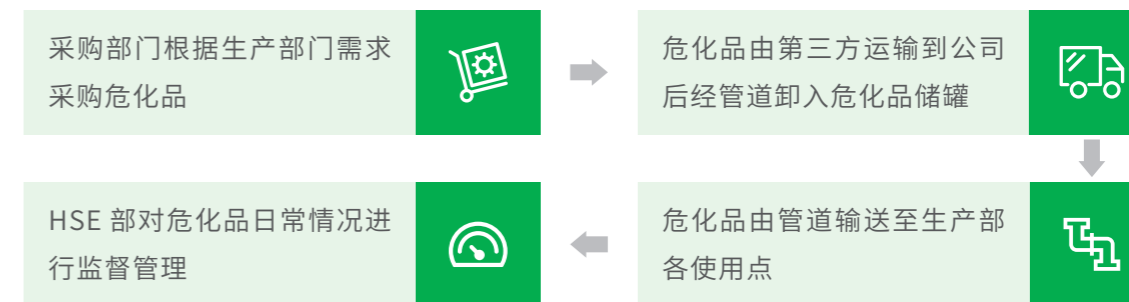 采购部门根据生产部门需求
采购危化品
危化品由第三方运输到公司
后经管道卸入危化品储罐
危化品由管道输送至生产部
各使用点
HSE 部对危化品日常情况进
行监督管理